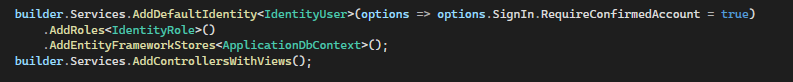 builder.Services.AddDefaultIdentity<IdentityUser>(options => options.SignIn.RequireConfirmedAccount = true)
    .AddRoles<IdentityRole>()
    .AddEntityFrameworkStores<ApplicationDbContext>();
builder.Services.AddControllersWithViews();